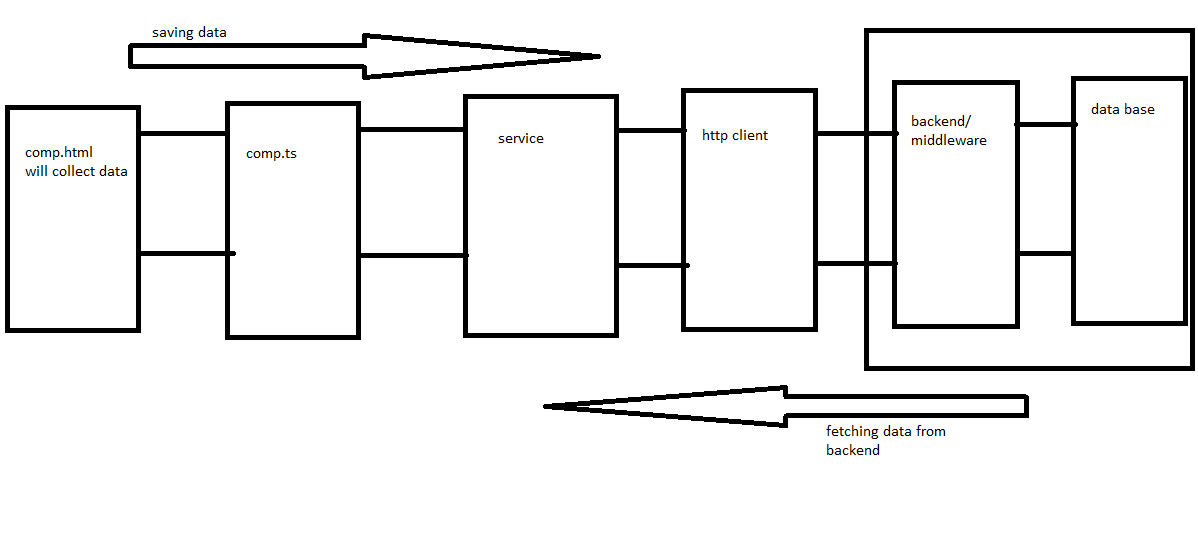 saving data
comp.html
will collect data
comp.ts
service
http client
backend/
middleware
data base
fetching data from
backend